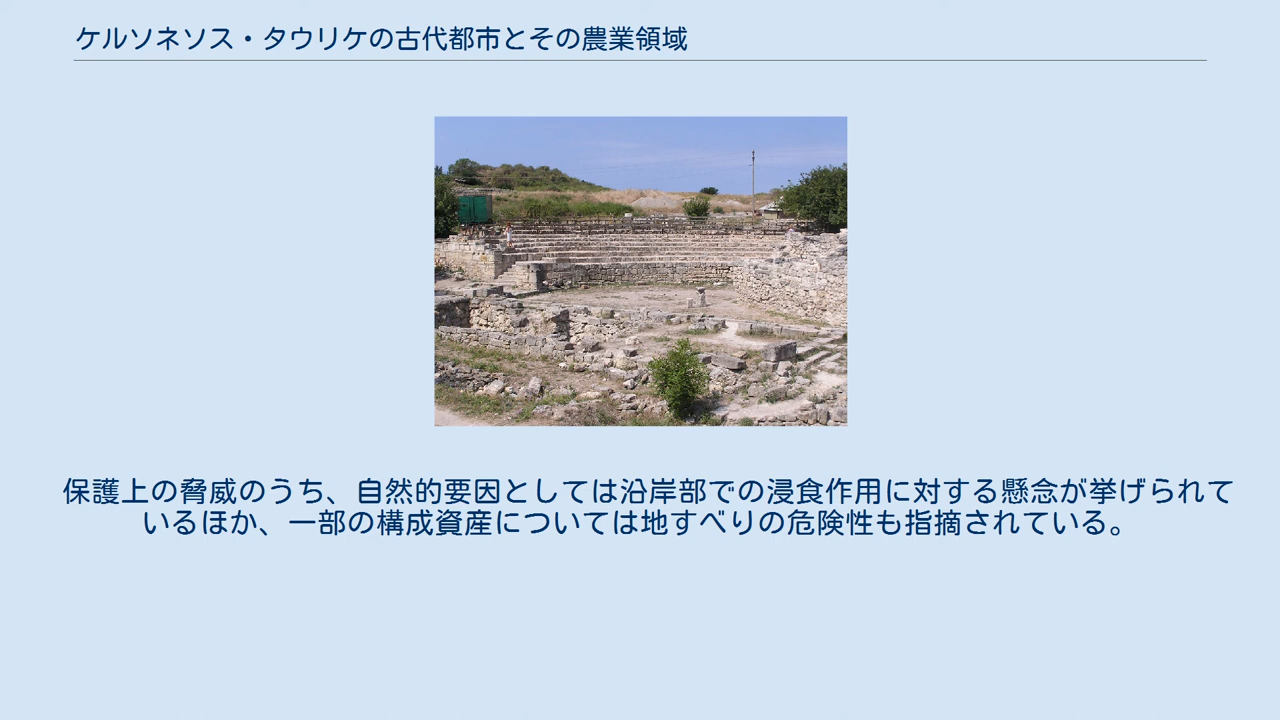 ケルソネソス・タウリケの古代都市とその農業領域
保護上の脅威のうち、自然的要因としては沿岸部での浸食作用に対する懸念が挙げられて
いるほか、一部の構成資産については地すべりの危険性も指摘されている。